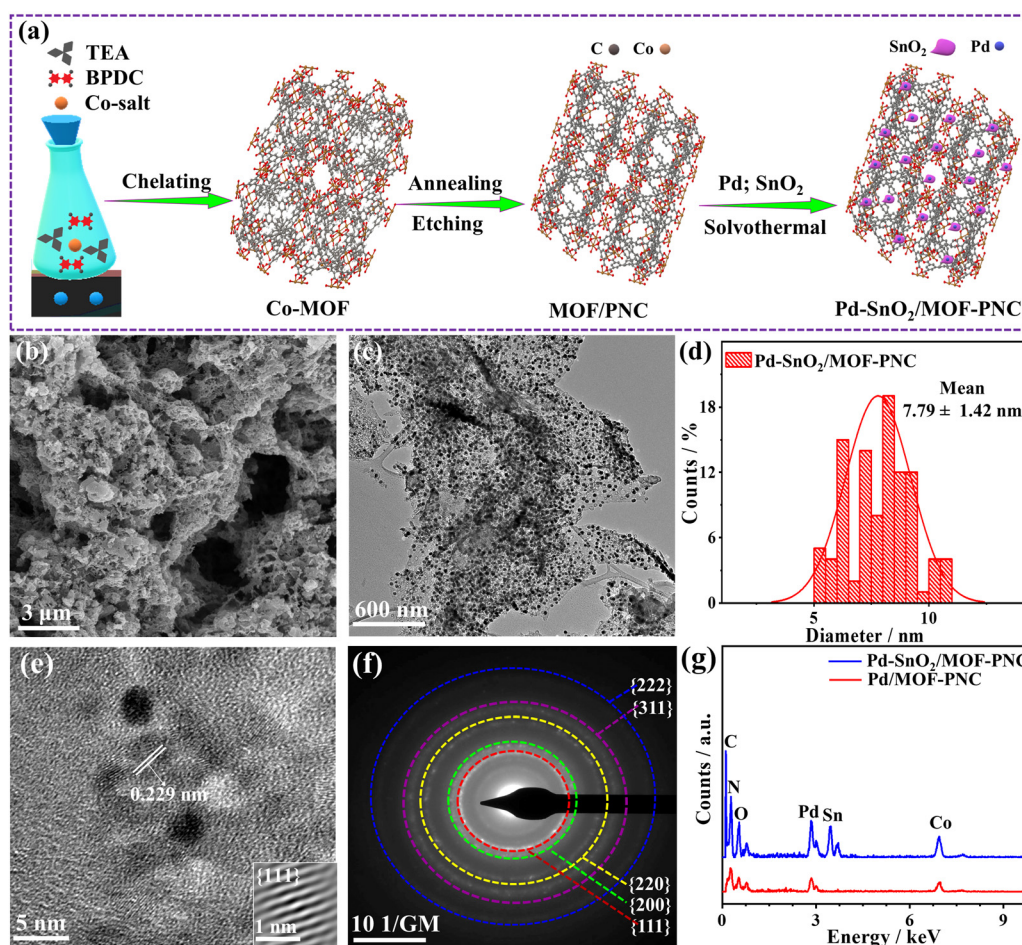 (a)
TEA
BPDC
Co-salt
C Co
SnO₂ Pd
Chelating
Annealing
Etching
Pd; SnO₂
Solvothermal
Co-MOF
MOF/PNC
Pd-SnO₂/MOF-PNC
(b)
3 μm
(c)
600 nm
(d)
Pd-SnO₂/MOF-PNC
Mean
7.79 ± 1.42 nm
Counts / %
18
12
6
0
5 10
Diameter / nm
(e)
0.229 nm
{111}
5 nm
1 nm
(f)
{222}
{311}
{220}
{200}
{111}
10 1/GM
(g)
Pd-SnO₂/MOF-PNC
Pd/MOF-PNC
Counts / a.u.
C
N
O
Pd Sn
Co
0 3 6 9
Energy / keV